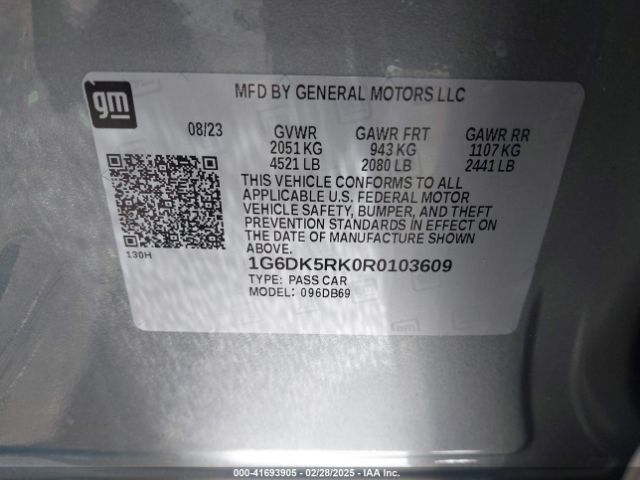 gm
MFD BY GENERAL MOTORS LLC
08/23 GVWR GAWR FRT GAWR RR
2051 KG 943 KG 1107 KG
4521 LB 2080 LB 2441 LB
THIS VEHICLE CONFORMS TO ALL
APPLICABLE U.S. FEDERAL MOTOR
VEHICLE SAFETY, BUMPER, AND THEFT
PREVENTION STANDARDS IN EFFECT ON
THE DATE OF MANUFACTURE SHOWN
ABOVE.
130H
1G6DK5RK0R0103609
TYPE: PASS CAR
MODEL: 096DB69
000-41693905 - 02/28/2025 - IAA Inc.